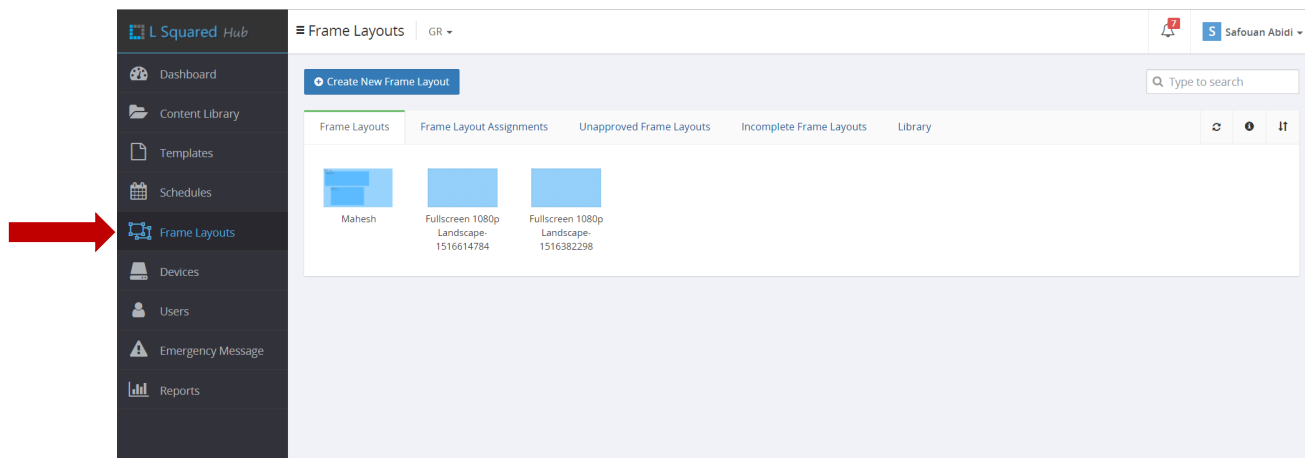 L Squared Hub
Frame Layouts
GR
7
S
Safouan Abidi
Dashboard
Content Library
Templates
Schedules
Frame Layouts
Devices
Users
Emergency Message
Reports
Create New Frame Layout
Type to search
Frame Layouts
Frame Layout Assignments
Unapproved Frame Layouts
Incomplete Frame Layouts
Library
Mahesh
Fullscreen 1080p
Landscape-
1516614784
Fullscreen 1080p
Landscape-
1516382298